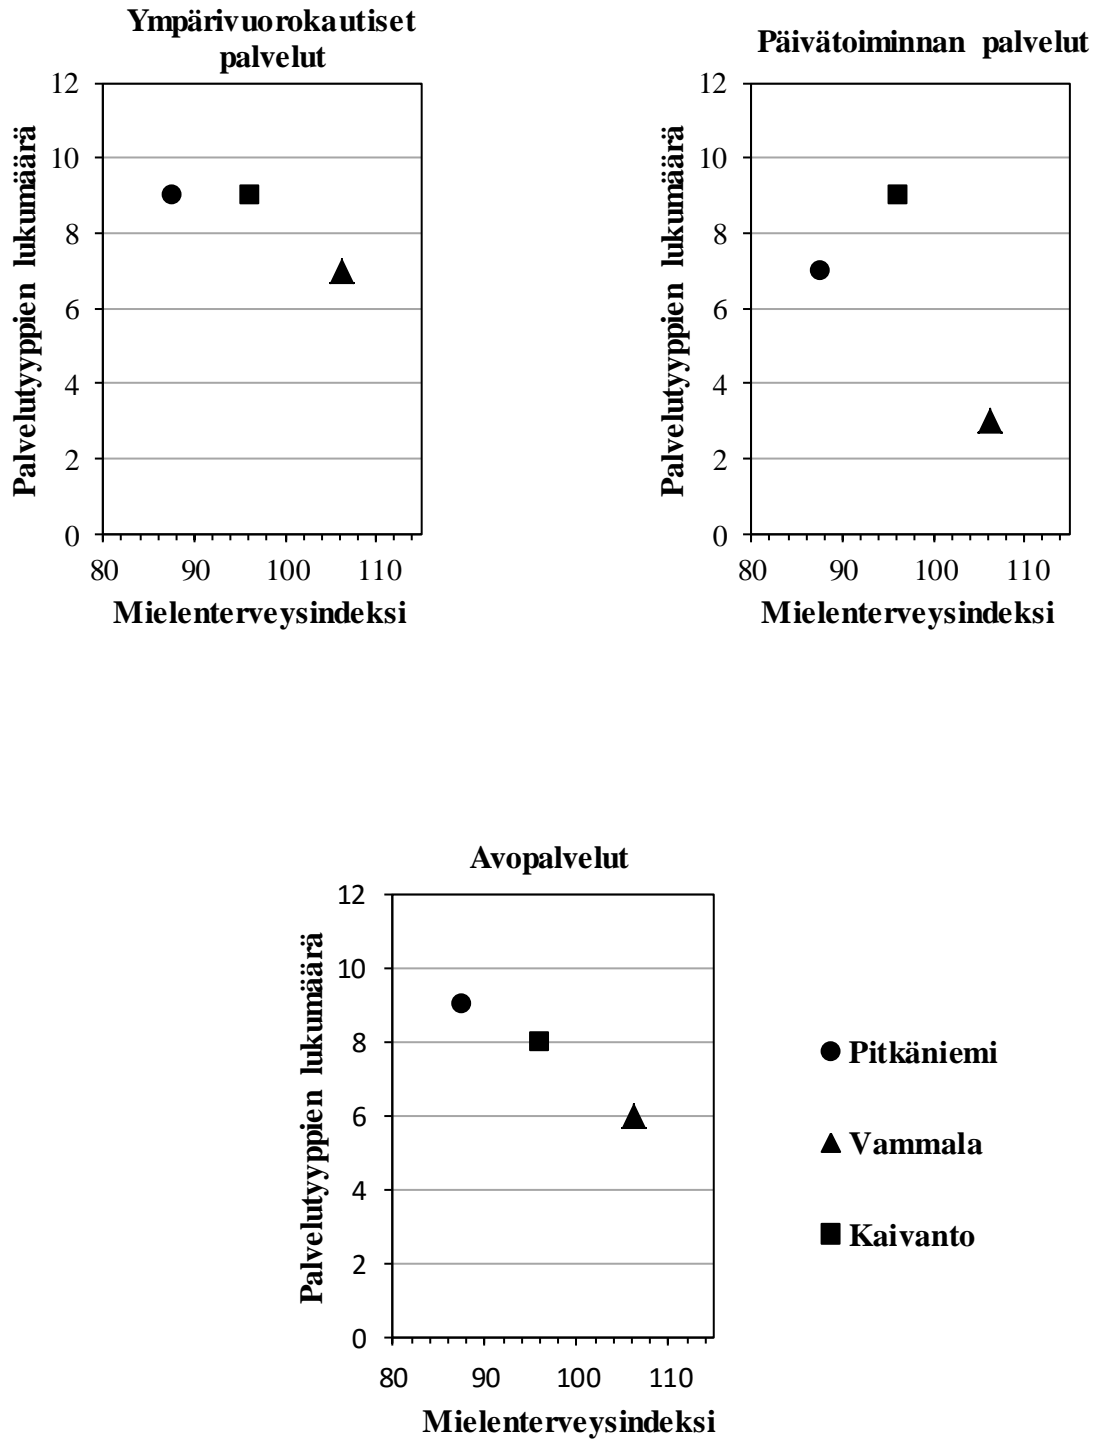 Ympärivuorokautiset
palvelut
12
10
8
6
4
2
0
80 90 100 110
Palvelutyyppien lukumäärä
Mielenterveysindeksi
Päivätoiminnan palvelut
12
10
8
6
4
2
0
80 90 100 110
Palvelutyyppien lukumäärä
Mielenterveysindeksi
Avopalvelut
12
10
8
6
4
2
0
80 90 100 110
Palvelutyyppien lukumäärä
Mielenterveysindeksi
Pitkäniemi
Vammala
Kaivanto